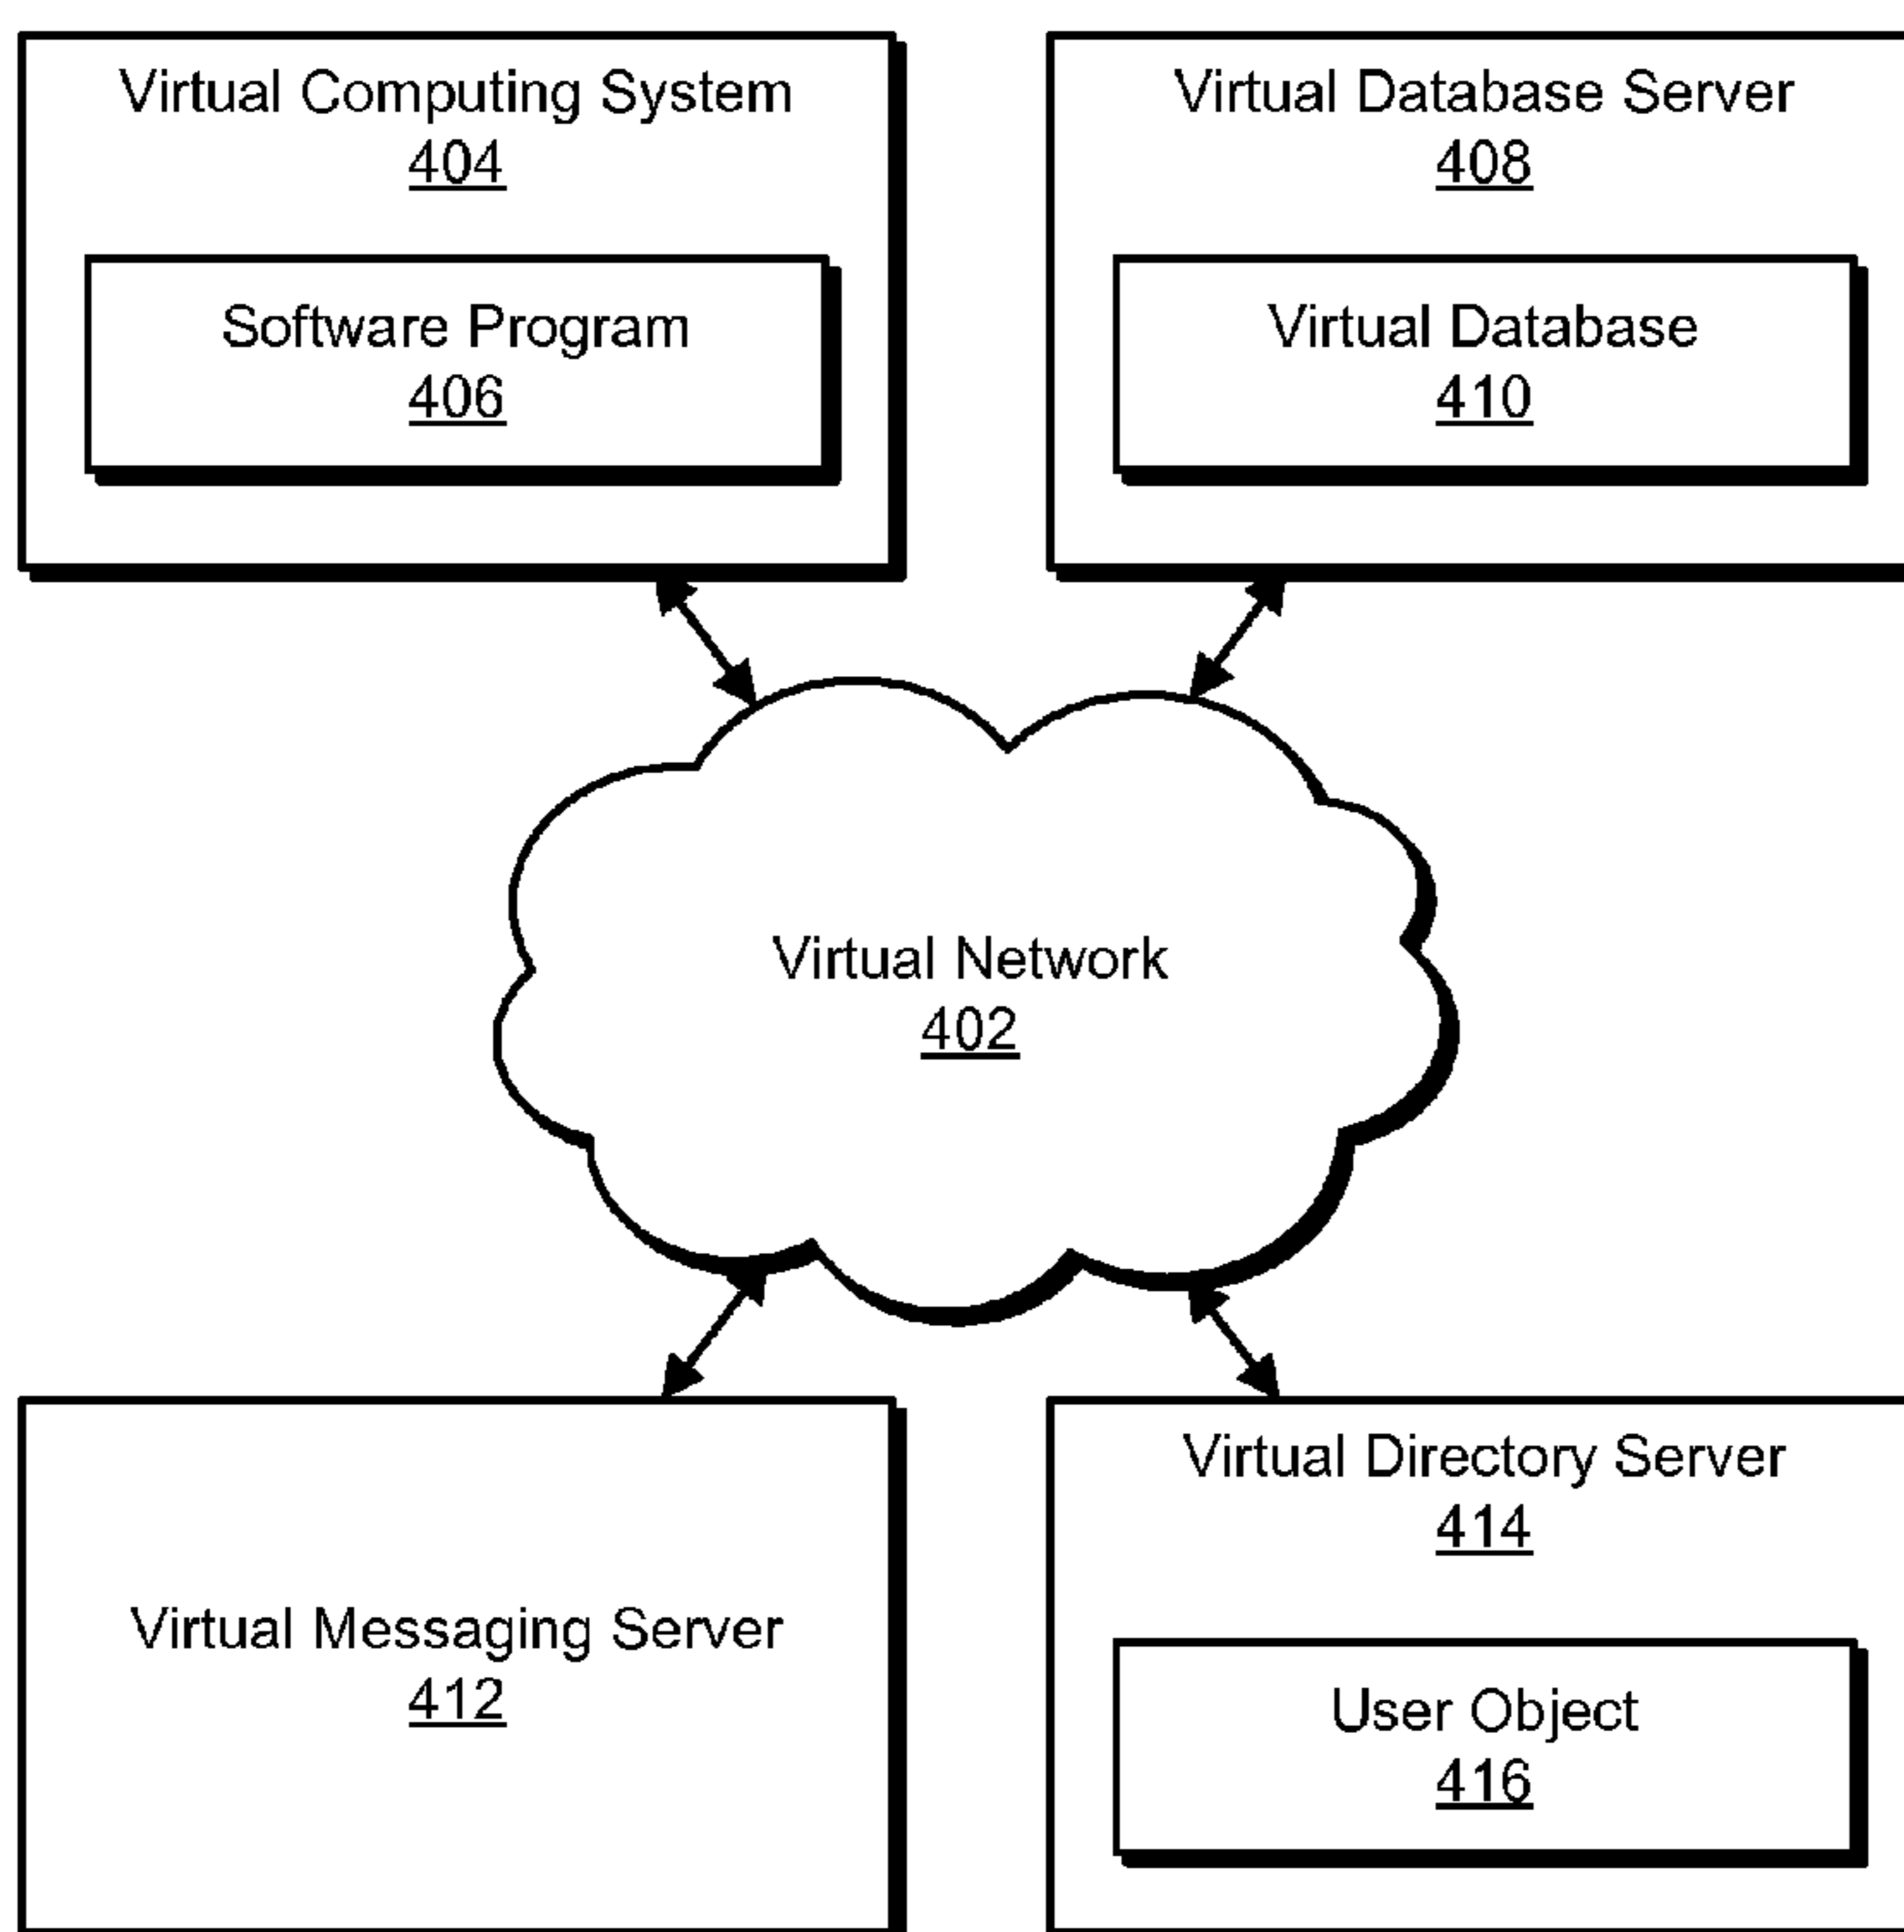 Virtual Computing System
404
Software Program
406
Virtual Database Server
408
Virtual Database
410
Virtual Network
402
Virtual Messaging Server
412
Virtual Directory Server
414
User Object
416